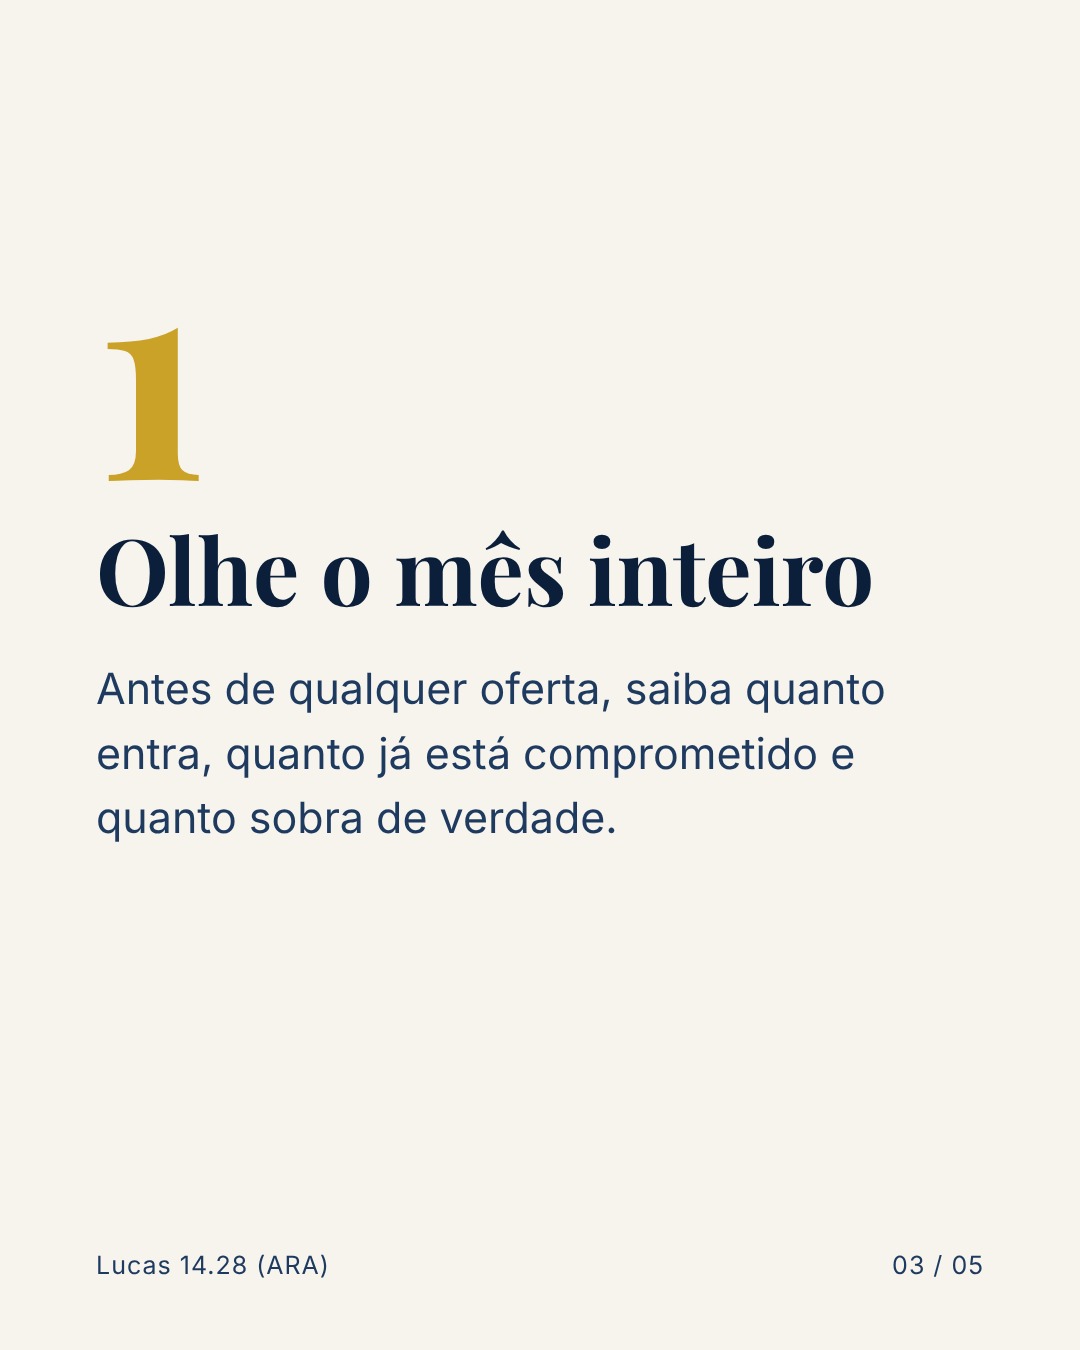 1
Olhe o mês inteiro
Antes de qualquer oferta, saiba quanto
entra, quanto já está comprometido e
quanto sobra de verdade.
Lucas 14.28 (ARA)
03 / 05